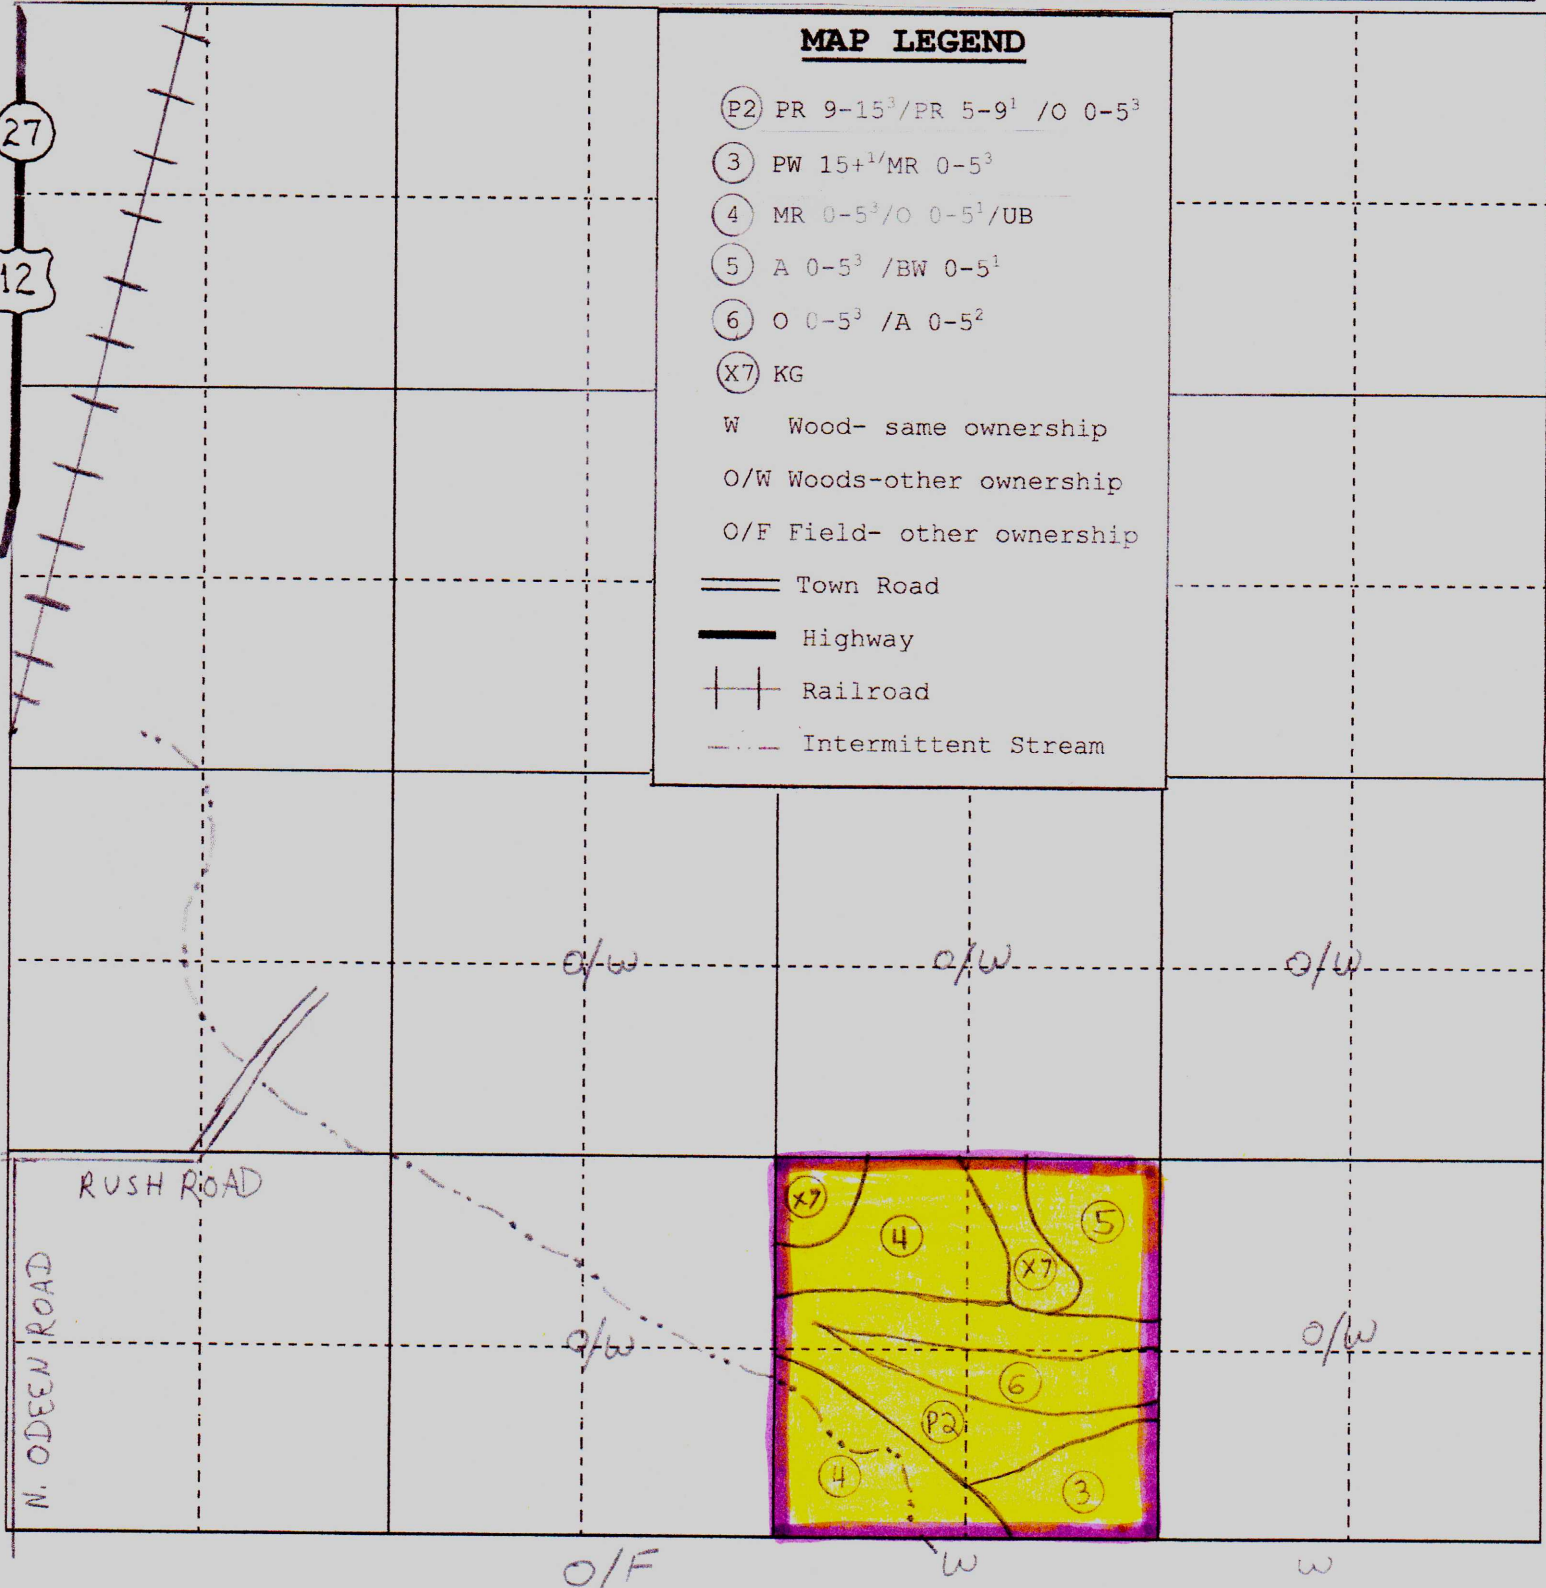 MAP LEGEND
P2 PR 9-15³/PR 5-9¹ /O 0-5³
3 PW 15+¹/MR 0-5³
4 MR 0-5³/O 0-5¹/UB
5 A 0-5³ /BW 0-5¹
6 O 0-5³ /A 0-5²
X7 KG
W Wood- same ownership
O/W Woods-other ownership
O/F Field- other ownership
Town Road
Highway
Railroad
Intermittent Stream
27
12
O/W
O/W
O/W
RUSH ROAD
N. ODEEN ROAD
X7
4
5
X7
O/W
O/W
6
P2
4
3
O/F
W
W